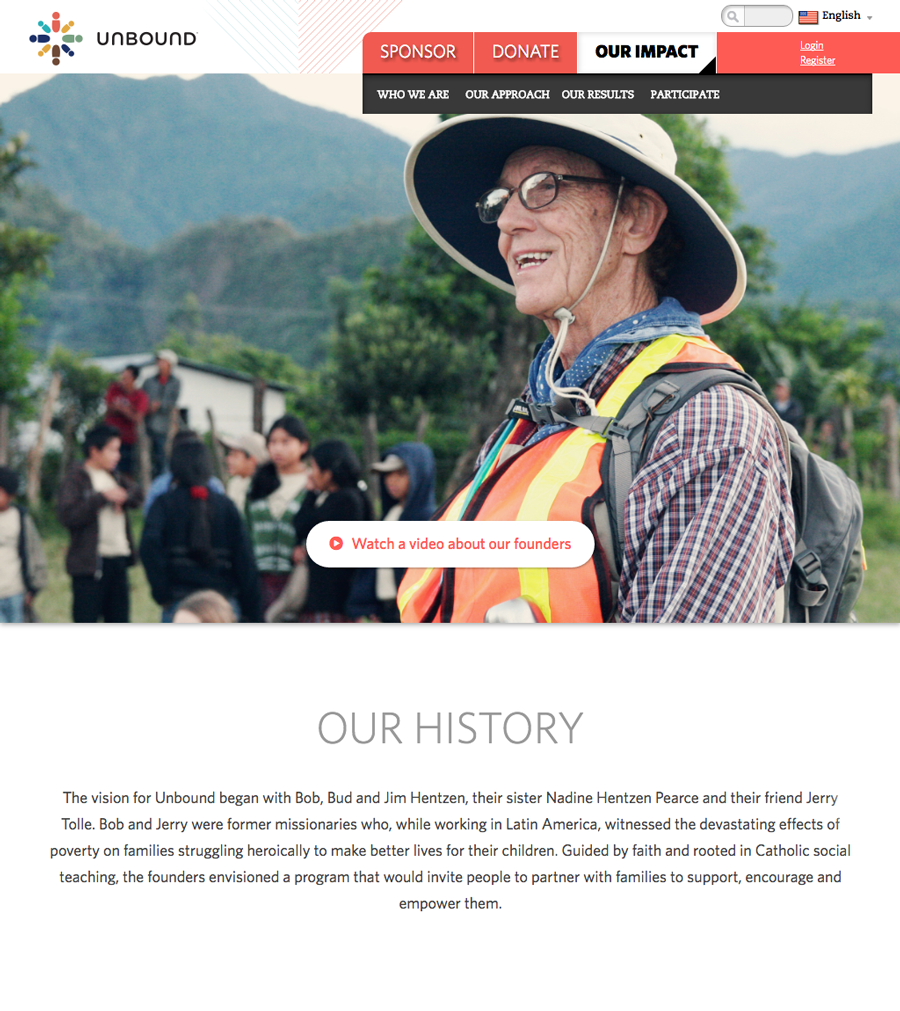 UNBOUND
English
SPONSOR
DONATE
OUR IMPACT
Login
Register
WHO WE ARE
OUR APPROACH
OUR RESULTS
PARTICIPATE
Watch a video about our founders
OUR HISTORY
The vision for Unbound began with Bob, Bud and Jim Hentzen, their sister Nadine Hentzen Pearce and their friend Jerry
Tolle. Bob and Jerry were former missionaries who, while working in Latin America, witnessed the devastating effects of
poverty on families struggling heroically to make better lives for their children. Guided by faith and rooted in Catholic social
teaching, the founders envisioned a program that would invite people to partner with families to support, encourage and
empower them.